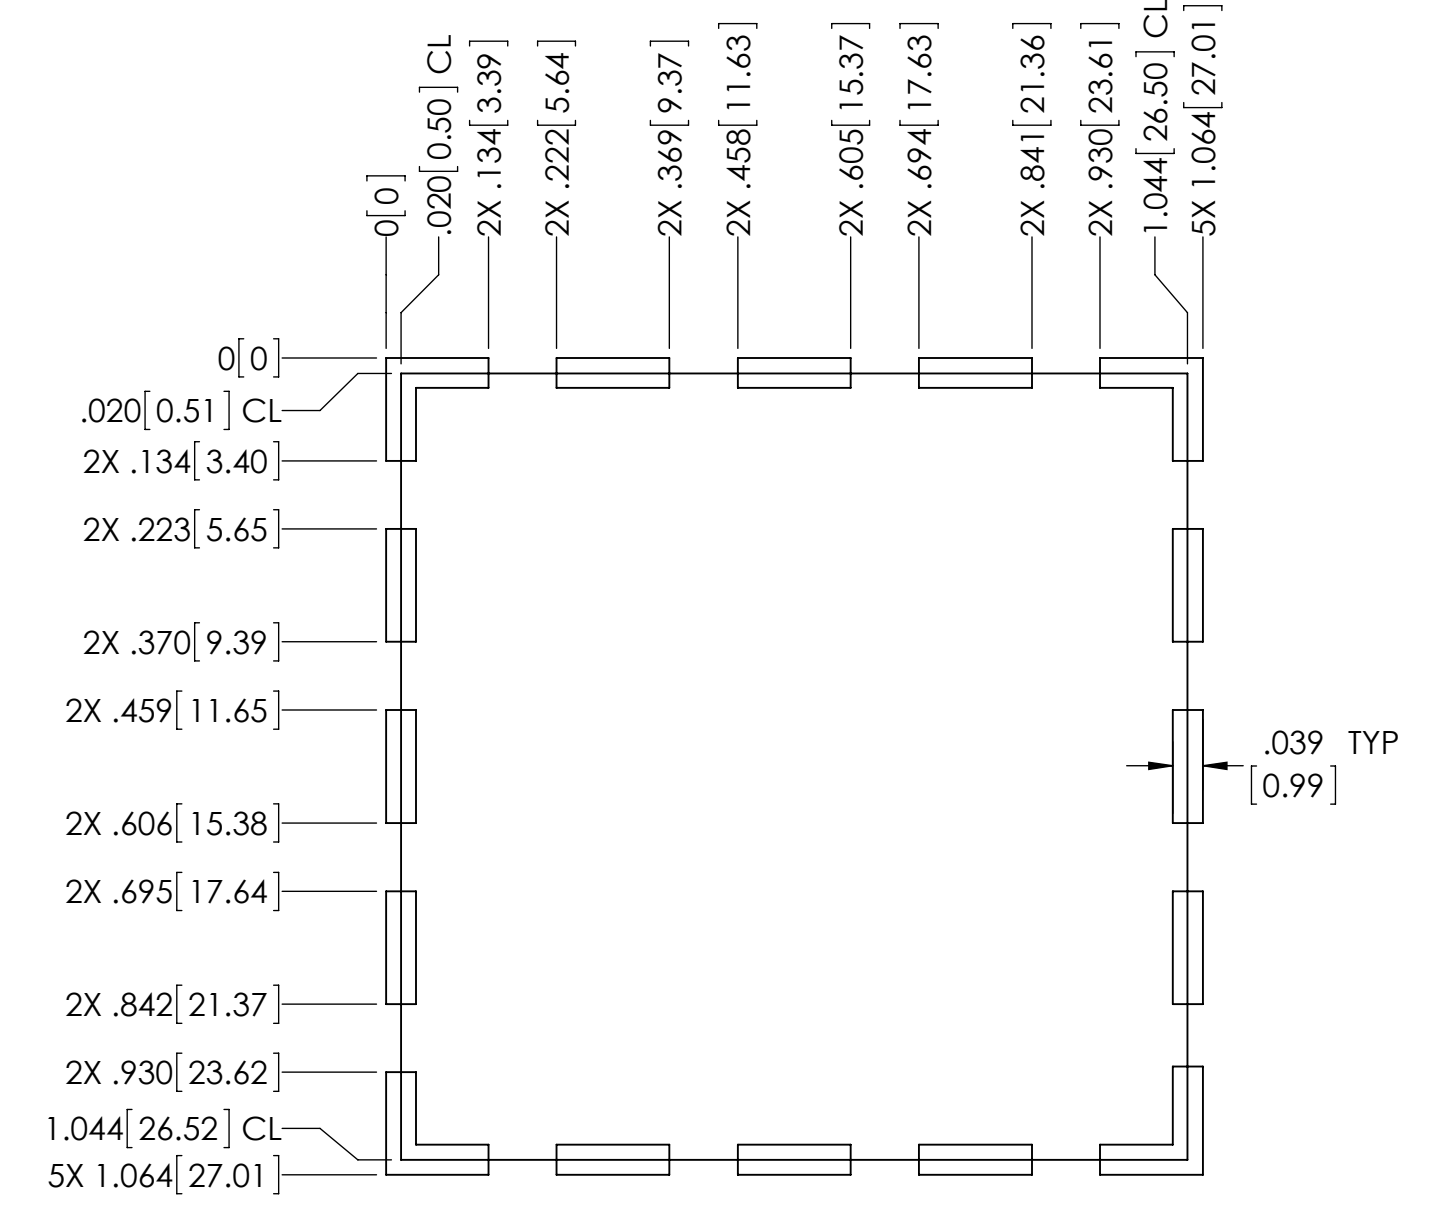 0[0]
.020[0.50] CL
2X .134[3.39]
2X .222[5.64]
2X .369[9.37]
2X .458[11.63]
2X .605[15.37]
2X .694[17.63]
2X .841[21.36]
2X .930[23.61]
1.044[26.50] CL
5X 1.064[27.01]
0[0]
.020[0.51] CL
2X .134[3.40]
2X .223[5.65]
2X .370[9.39]
2X .459[11.65]
.039 TYP
[0.99]
2X .606[15.38]
2X .695[17.64]
2X .842[21.37]
2X .930[23.62]
1.044[26.52] CL
5X 1.064[27.01]